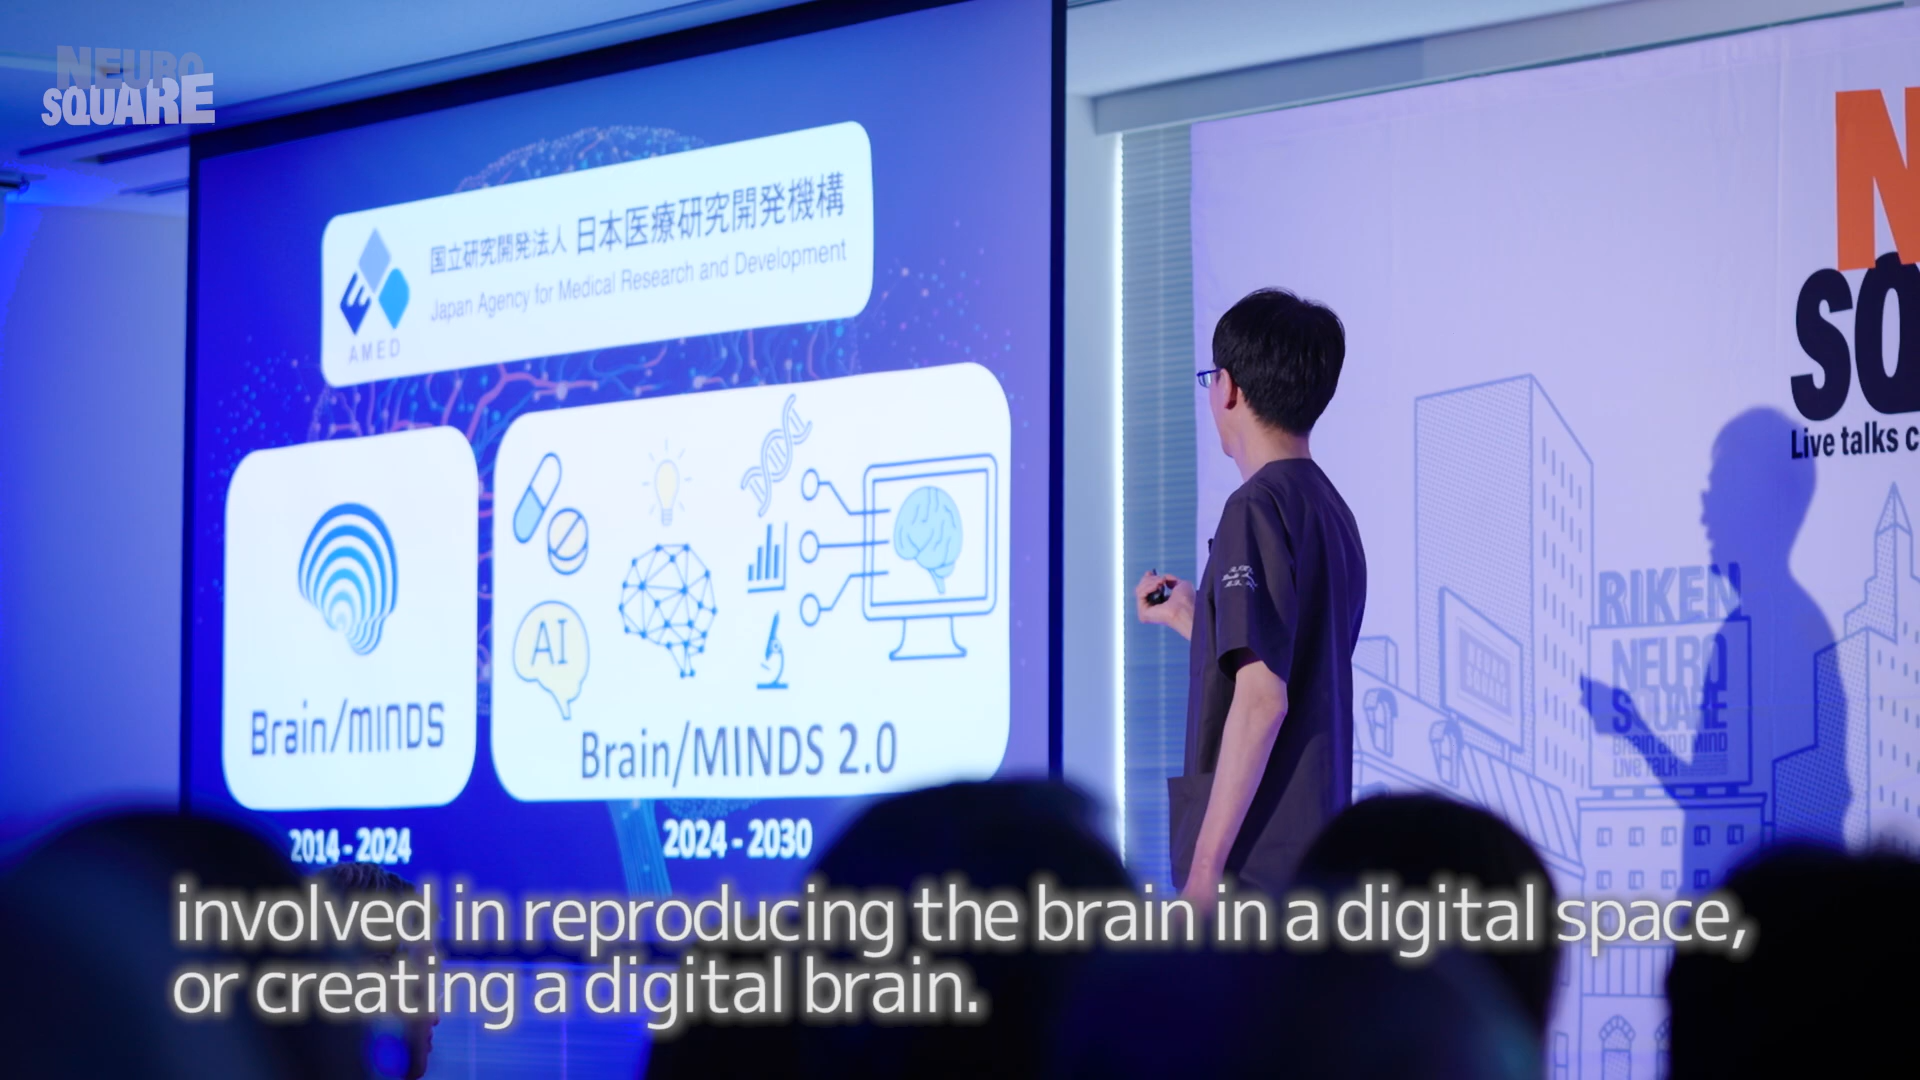 NEURO
SQUARE
国立研究開発法人 日本医療研究開発機構
Japan Agency for Medical Research and Development
AMED
AI
Brain/MINDS
Brain/MINDS 2.0
2014 - 2024
2024 - 2030
N
SQ
Live talks c
RIKEN
NEURO
SQUARE
BRAIN AND MIND
LIVE TALK
involved in reproducing the brain in a digital space,
or creating a digital brain.